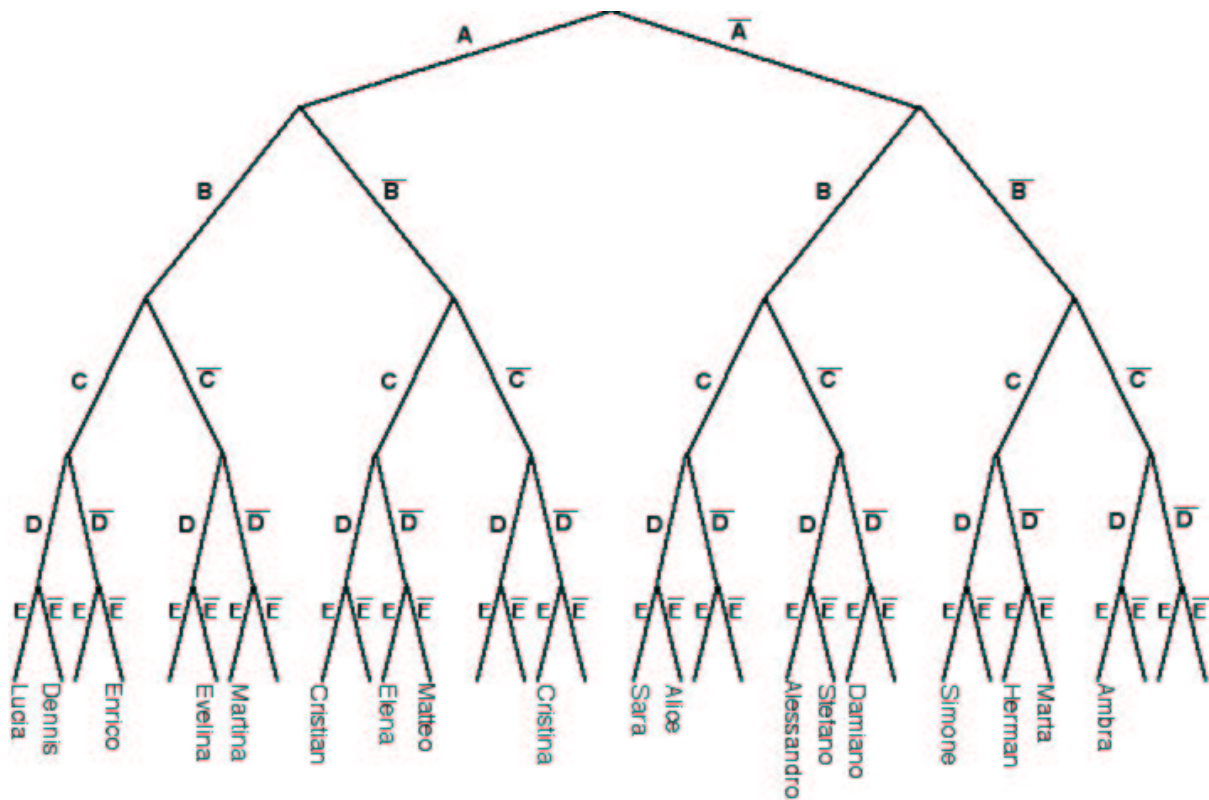 A A̅
B B̅ B B̅
C C̅ C C̅ C C̅ C C̅
D D̅ D D̅ D D̅ D D̅ D D̅ D D̅ D D̅ D D̅
E E̅ E E̅ E E̅ E E̅ E E̅ E E̅ E E̅ E E̅ E E̅ E E̅ E E̅ E E̅ E E̅ E E̅ E E̅ E E̅
Lucia
Dennis
Enrico
Evelina
Martina
Cristian
Elena
Matteo
Cristina
Sara
Alice
Alessandro
Stefano
Damiano
Simone
Herman
Marta
Ambra